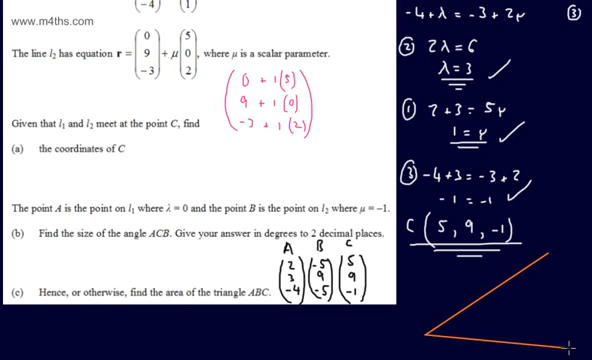 www.m4ths.com
(-4) (1)
The line l₂ has equation r = (0 9 -3) + μ (5 0 2), where μ is a scalar parameter.
(0 + 1(5)
9 + 1(0)
-3 + 1(2))
Given that l₁ and l₂ meet at the point C, find
(a) the coordinates of C
The point A is the point on l₁ where λ = 0 and the point B is the point on l₂ where μ = −1.
(b) Find the size of the angle ACB. Give your answer in degrees to 2 decimal places.
A B C
(2 3 -4) (-5 9 -5) (5 9 -1)
(c) Hence, or otherwise, find the area of the triangle ABC.
-4 + λ = -3 + 2μ ③
② 2λ = 6
λ = 3 ✓
① 2 + 3 = 5μ
1 = μ ✓
③ -4 + 3 = -3 + 2
-1 = -1 ✓
C (5, 9, -1)